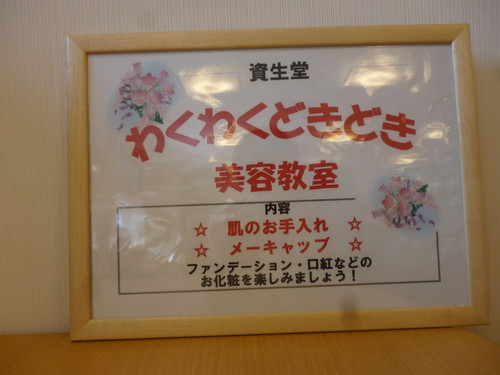 資生堂
わくわくどきどき
美容教室
内容
☆ 肌のお手入れ ☆
☆ メーキャップ ☆
ファンデーション・口紅などの
お化粧を楽しみましょう!